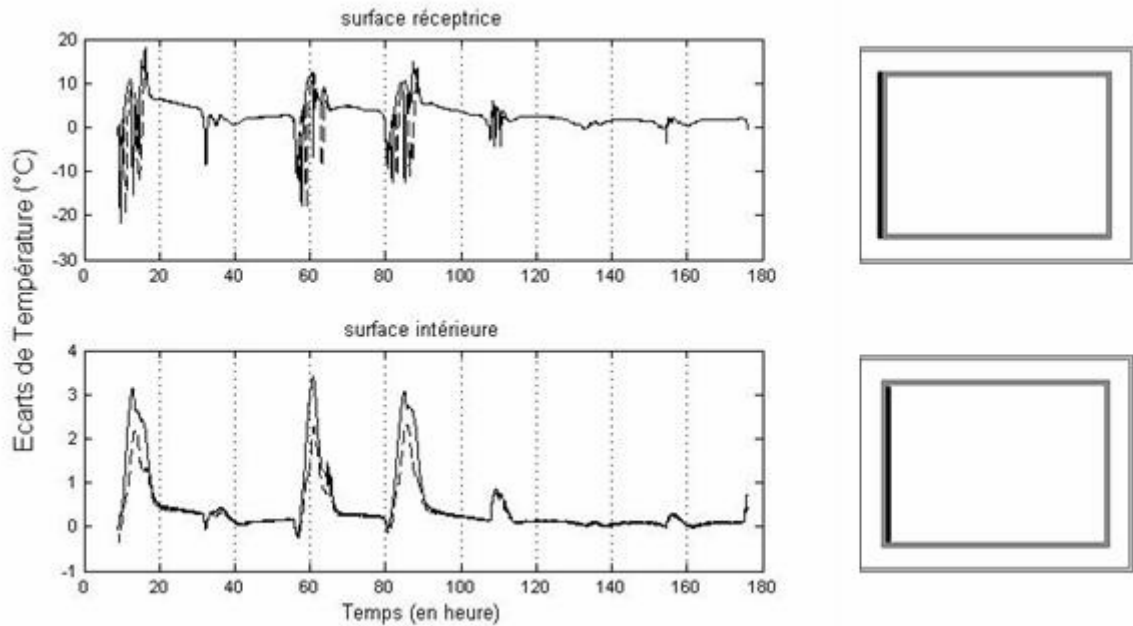 surface réceptrice
Ecarts de Température (°C)
20
10
0
-10
-20
-30
0 20 40 60 80 100 120 140 160 180
surface intérieure
4
3
2
1
0
-1
0 20 40 60 80 100 120 140 160 180
Temps (en heure)